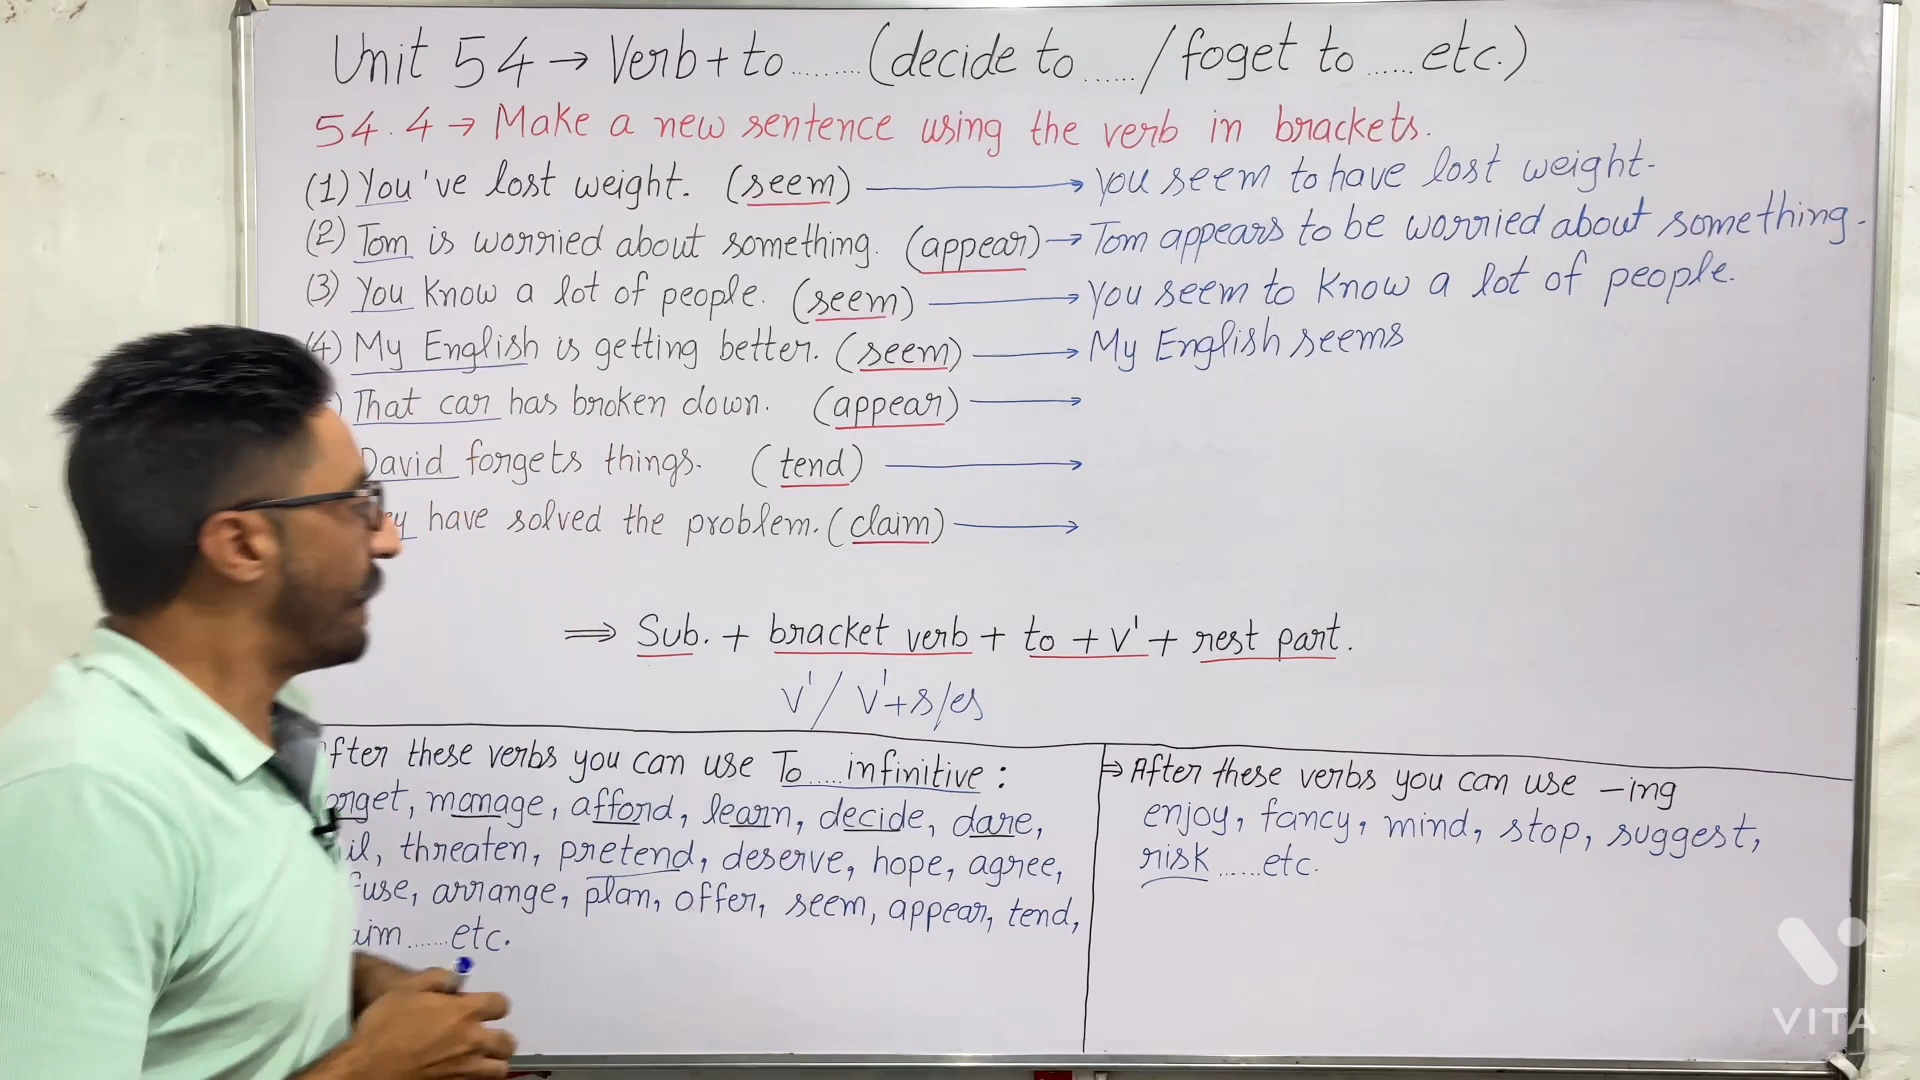 Unit 54 → Verb + to ........ (decide to ...... / foget to ...... etc.)
54.4 → Make a new sentence using the verb in brackets.
(1) You've lost weight. (seem) → You seem to have lost weight.
(2) Tom is worried about something. (appear) → Tom appears to be worried about something.
(3) You know a lot of people. (seem) → You seem to know a lot of people.
(4) My English is getting better. (seem) → My English seems
) That car has broken down. (appear) →
David forgets things. (tend) →
have solved the problem. (claim) →
⇒ Sub. + bracket verb + to + V¹ + rest part.
V¹ / V¹+s/es
fter these verbs you can use To ..... infinitive :
orget, manage, afford, learn, decide, dare,
il, threaten, pretend, deserve, hope, agree,
fuse, arrange, plan, offer, seem, appear, tend,
aim ...... etc.
⇒ After these verbs you can use -ing
enjoy, fancy, mind, stop, suggest,
risk ...... etc.
VITA